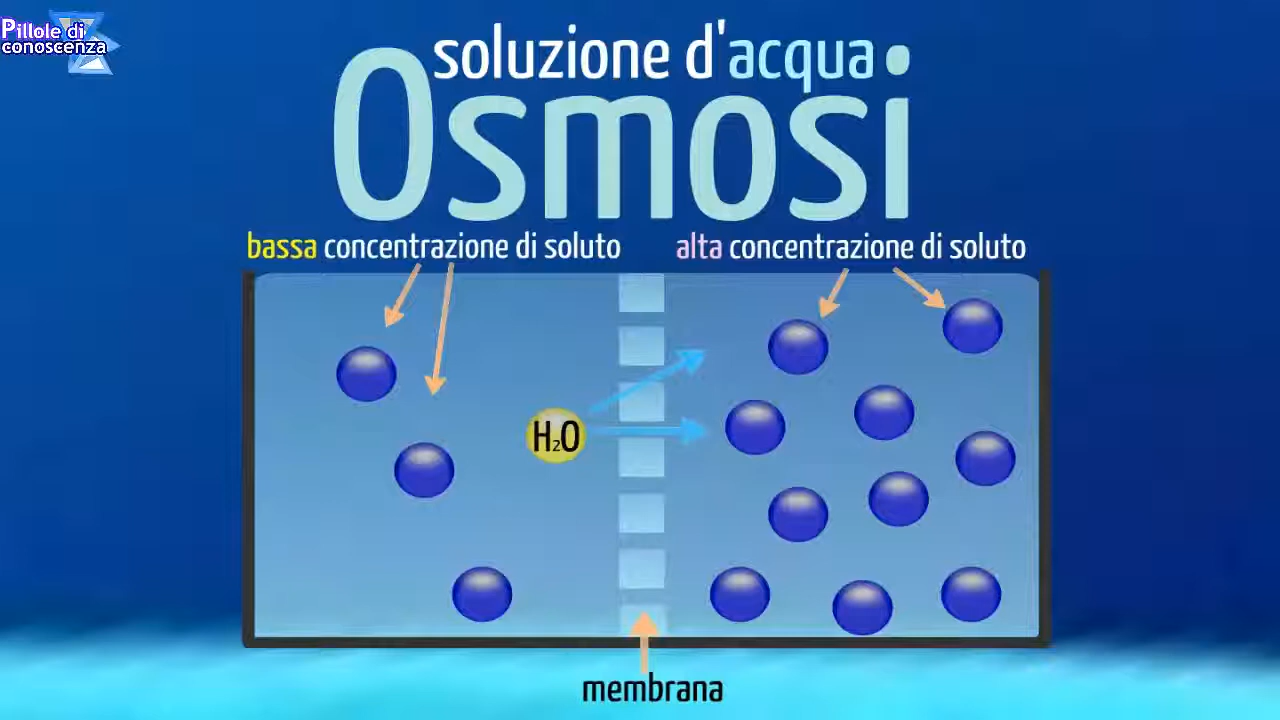 Pillole di
conoscenza
soluzione d'acqua
Osmosi
bassa concentrazione di soluto
alta concentrazione di soluto
H₂O
membrana